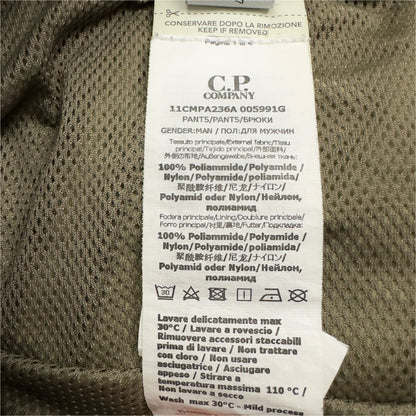 CONSERVARE DOPO LA RIMOZIONE
KEEP IF REMOVED
C.P.
COMPANY
11CMPA236A 005991G
PANTS/PANTS/БРЮКИ
GENDER:MAN / ПОЛ:ДЛЯ МУЖЧИН
Tessuto principale/External fabric/Tissu
principal/Tejido principal/外部面料/
外側の布地/Außengewebe/Внешняя ткань/
100% Poliammide/Polyamide /
Nylon/Polyamide/poliamida/
聚酰胺纤维/尼龙/ナイロン/
Polyamid oder Nylon/Нейлон,
полиамид
Fodera principale/Lining/Doublure principale/
Forro principal/衬里/裏地/Futter/Подкладка/
100% Poliammide/Polyamide /
Nylon/Polyamide/poliamida/
聚酰胺纤维/尼龙/ナイロン/
Polyamid oder Nylon/Нейлон,
полиамид
30
Lavare delicatamente max
30°C / Lavare a rovescio /
Rimuovere accessori staccabili
prima di lavare / Non trattare
con cloro / Non usare
asciugatrice / Asciugare
appeso / Stirare a
temperatura massima 110 °C /
Non lavare a secco
Wash max 30°C - Mild process